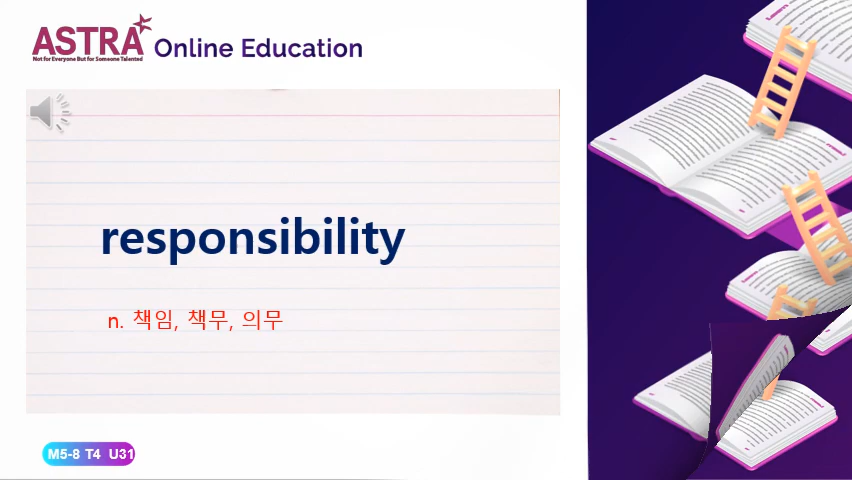 ASTRA Online Education
Not for Everyone But for Someone Talented
responsibility
n. 책임, 책무, 의무
M5-8 T4 U31